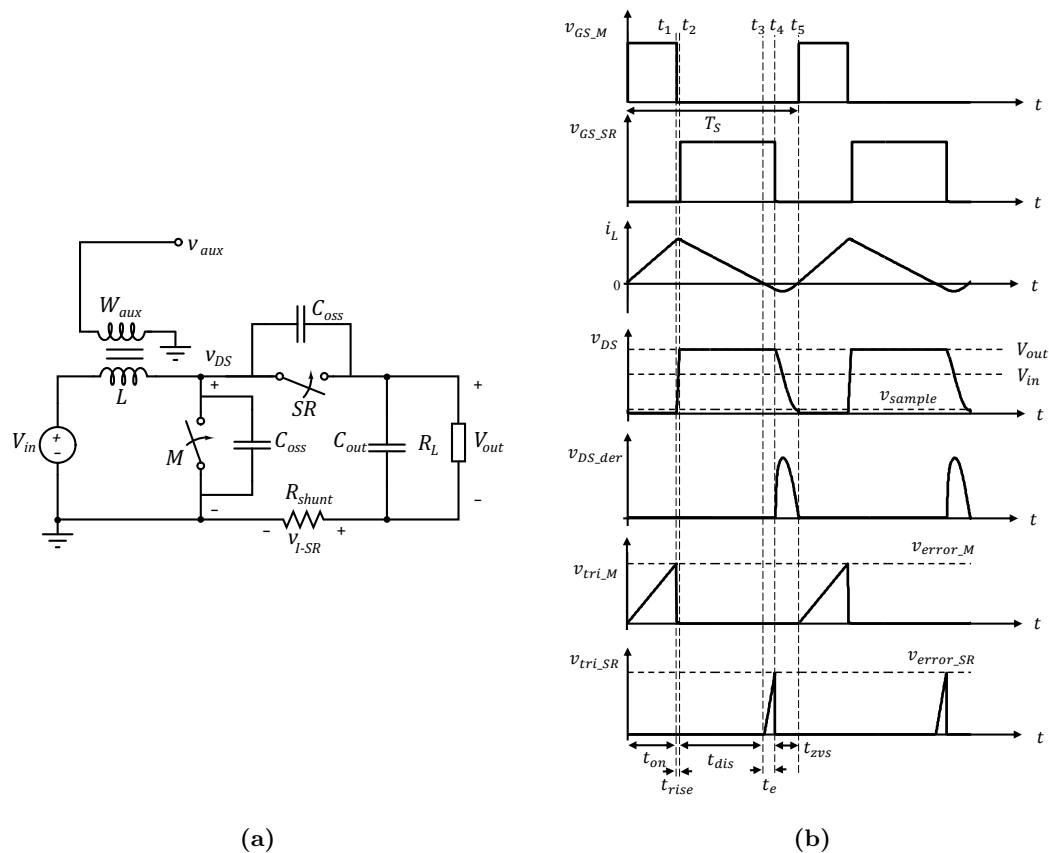 v_aux
W_aux
L
v_DS
+
C_oss
SR
V_in
+
−
M
C_oss
−
C_out
R_L
+
V_out
−
R_shunt
−
+
v_I-SR
(a)
v_GS_M
t_1
t_2
t_3
t_4
t_5
t
T_S
v_GS_SR
t
i_L
0
t
v_DS
V_out
V_in
v_sample
t
v_DS_der
t
v_tri_M
v_error_M
t
v_tri_SR
v_error_SR
t
t_on
t_dis
t_zvs
t_rise
t_e
(b)